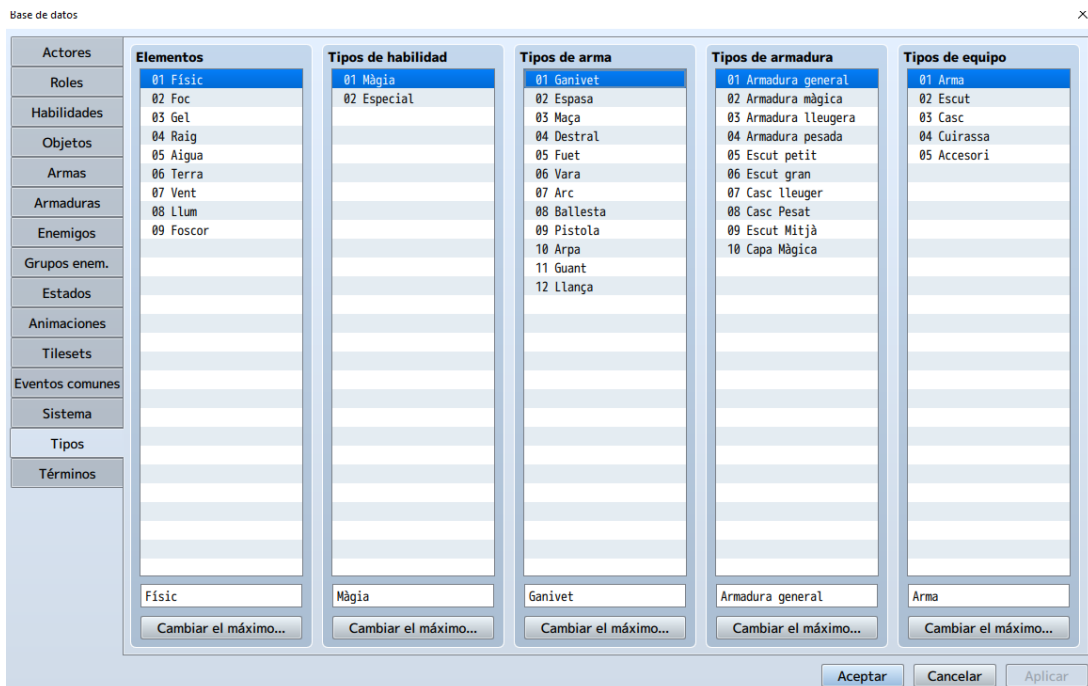 Base de datos
Actores
Roles
Habilidades
Objetos
Armas
Armaduras
Enemigos
Grupos enem.
Estados
Animaciones
Tilesets
Eventos comunes
Sistema
Tipos
Términos
Elementos
01 Físic
02 Foc
03 Gel
04 Raig
05 Aigua
06 Terra
07 Vent
08 Llum
09 Foscor
Físic
Cambiar el máximo...
Tipos de habilidad
01 Màgia
02 Especial
Màgia
Cambiar el máximo...
Tipos de arma
01 Ganivet
02 Espasa
03 Maça
04 Destral
05 Fuet
06 Vara
07 Arc
08 Ballesta
09 Pistola
10 Arpa
11 Guant
12 Llança
Ganivet
Cambiar el máximo...
Tipos de armadura
01 Armadura general
02 Armadura màgica
03 Armadura lleugera
04 Armadura pesada
05 Escut petit
06 Escut gran
07 Casc lleuger
08 Casc Pesat
09 Escut Mitjà
10 Capa Màgica
Armadura general
Cambiar el máximo...
Tipos de equipo
01 Arma
02 Escut
03 Casc
04 Cuirassa
05 Accesori
Arma
Cambiar el máximo...
Aceptar
Cancelar
Aplicar